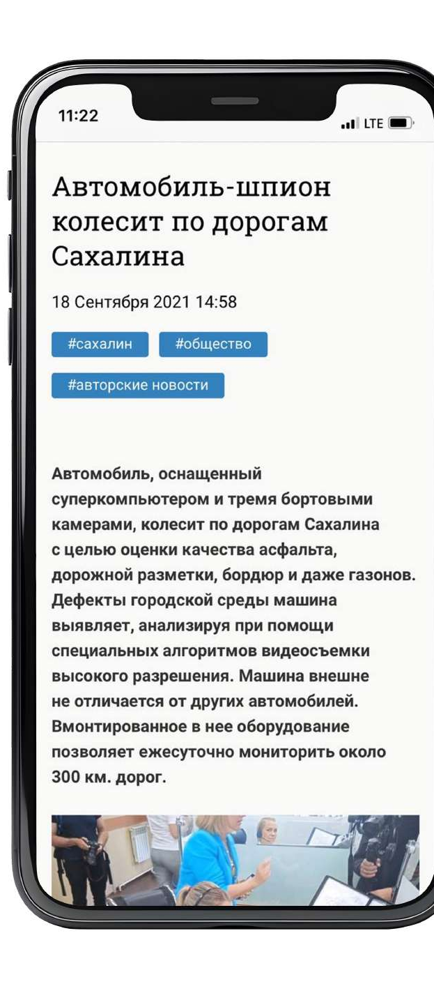 11:22
LTE
Автомобиль-шпион
колесит по дорогам
Сахалина
18 Сентября 2021 14:58
#сахалин #общество
#авторские новости
Автомобиль, оснащенный
суперкомпьютером и тремя бортовыми
камерами, колесит по дорогам Сахалина
с целью оценки качества асфальта,
дорожной разметки, бордюр и даже газонов.
Дефекты городской среды машина
выявляет, анализируя при помощи
специальных алгоритмов видеосъемки
высокого разрешения. Машина внешне
не отличается от других автомобилей.
Вмонтированное в нее оборудование
позволяет ежесуточно мониторить около
300 км. дорог.